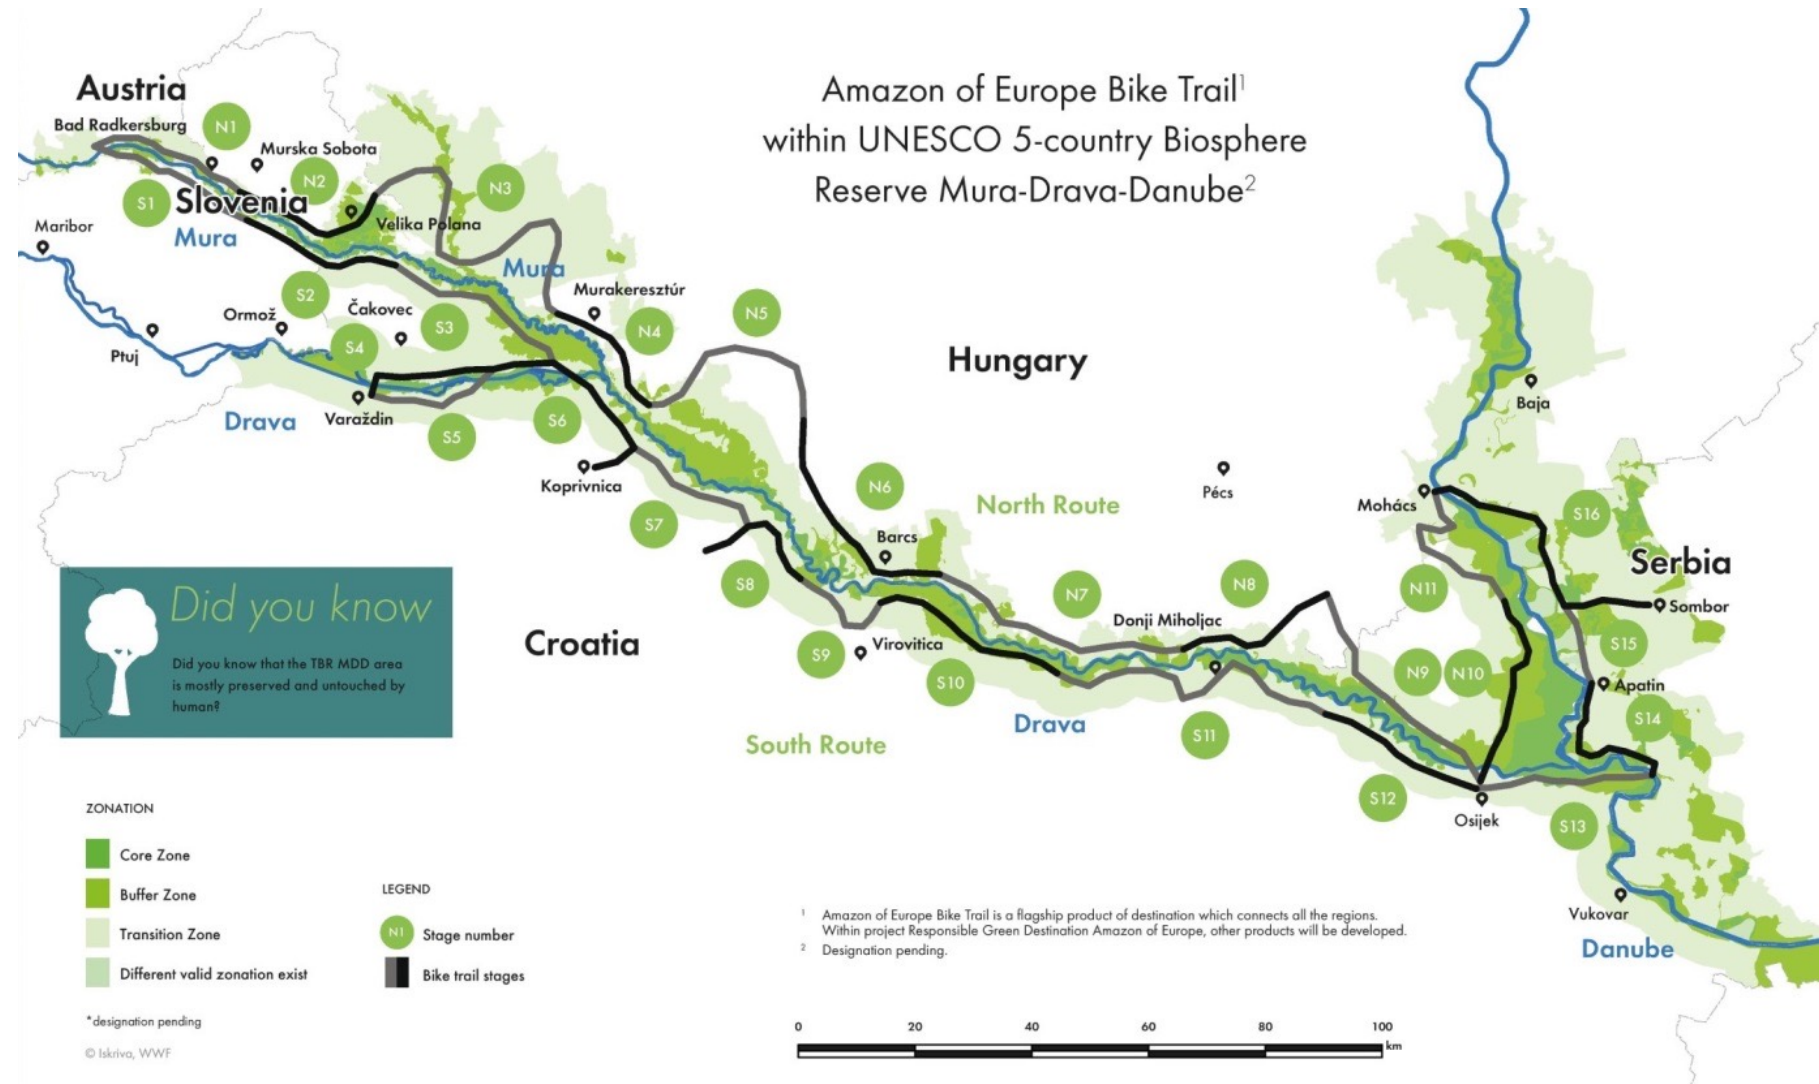 Amazon of Europe Bike Trail¹
within UNESCO 5-country Biosphere
Reserve Mura-Drava-Danube²
Austria
Bad Radkersburg
N1
Murska Sobota
N2
N3
S1
Slovenia
Mura
Velika Polana
Maribor
Mura
S2
Murakeresztúr
Ormož
Čakovec
S3
N4
N5
Ptuj
S4
Hungary
Varaždin
Drava
S5
S6
Baja
Koprivnica
N6
North Route
Pécs
Mohács
S7
S16
Barcs
Serbia
S8
N7
N8
N11
Sombor
Donji Miholjac
Croatia
S9
Virovitica
S15
S10
N9
N10
Apatin
Drava
S14
South Route
S11
S12
Osijek
S13
Vukovar
Danube
Did you know
Did you know that the TBR MDD area
is mostly preserved and untouched by
human?
ZONATION
Core Zone
Buffer Zone
Transition Zone
Different valid zonation exist
*designation pending
© Iskriva, WWF
LEGEND
N1
Stage number
Bike trail stages
¹ Amazon of Europe Bike Trail is a flagship product of destination which connects all the regions.
Within project Responsible Green Destination Amazon of Europe, other products will be developed.
² Designation pending.
0 20 40 60 80 100
km